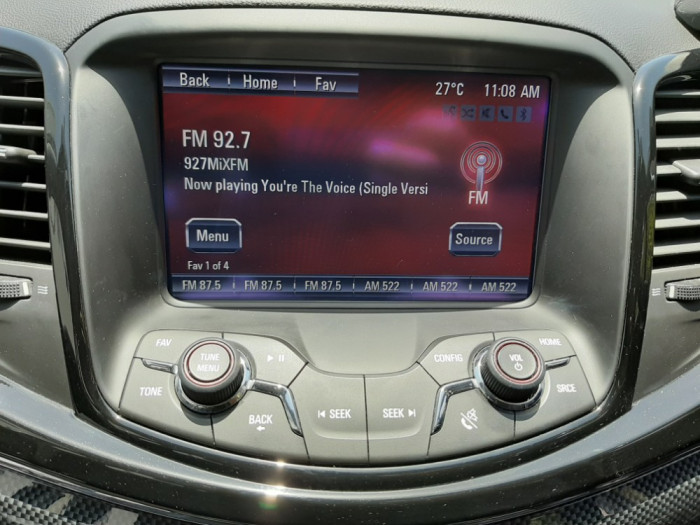 Back Home Fav
27°C 11:08 AM
FM 92.7
927MiXFM
Now playing You're The Voice (Single Versi
FM
Menu
Source
Fav 1 of 4
FM 87.5 FM 87.5 FM 87.5 AM 522 AM 522 AM 522
FAV
TUNE
MENU
TONE
BACK
SEEK
SEEK
CONFIG
VOL
HOME
SRCE